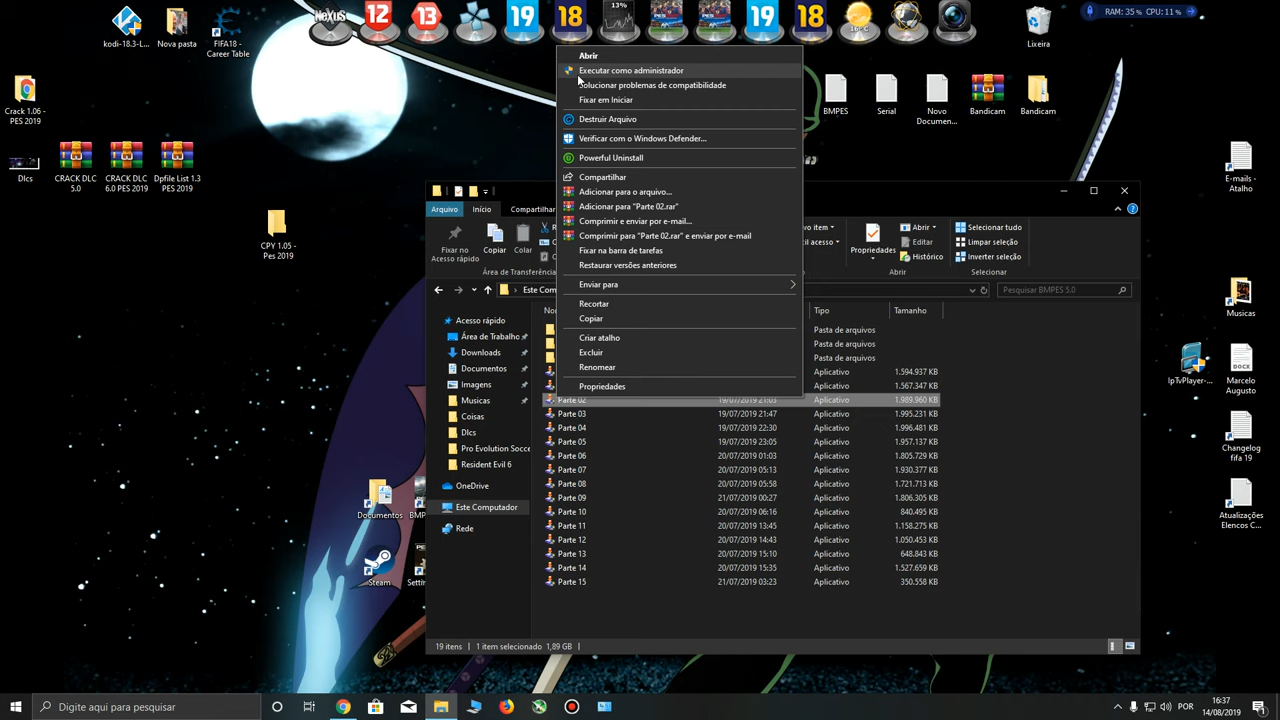 NeXuS
12
13
19
18
13%
PES
PES
19
18
16°C
RAM: 35 %
CPU: 11 %
kodi-18.3-L...
Nova pasta
FIFA18 -
Career Table
Lixeira
Crack 1.06 -
PES 2019
BMPES
Serial
Novo
Documen...
Bandicam
Bandicam
Dlcs
CRACK DLC
5.0
CRACK DLC
6.0 PES 2019
Dpfile List 1.3
PES 2019
CPY 1.05 -
Pes 2019
E-mails -
Atalho
Musicas
IpTvPlayer-...
Marcelo
Augusto
Changelog
fifa 19
Atualizações
Elencos C...
Documentos
BMP
Steam
Settin
Abrir
Executar como administrador
Solucionar problemas de compatibilidade
Fixar em Iniciar
Destruir Arquivo
Verificar com o Windows Defender...
Powerful Uninstall
Compartilhar
Adicionar para o arquivo...
Adicionar para "Parte 02.rar"
Comprimir e enviar por e-mail...
Comprimir para "Parte 02.rar" e enviar por e-mail
Fixar na barra de tarefas
Restaurar versões anteriores
Enviar para
Recortar
Copiar
Criar atalho
Excluir
Renomear
Propriedades
Arquivo
Início
Compartilhar
Fixar no
Acesso rápido
Copiar
Colar
Área de Transferênc
Propriedades
Abrir
Editar
Histórico
Abrir
Selecionar tudo
Limpar seleção
Inverter seleção
Selecionar
Este Com
Pesquisar BMPES 5.0
Acesso rápido
Área de Trabalho
Downloads
Documentos
Imagens
Musicas
Coisas
Dlcs
Pro Evolution Socce
Resident Evil 6
OneDrive
Este Computador
Rede
Tipo
Tamanho
Pasta de arquivos
Pasta de arquivos
Pasta de arquivos
Aplicativo 1.594.937 KB
Aplicativo 1.567.347 KB
Parte 02 19/07/2019 21:03 Aplicativo 1.989.960 KB
Parte 03 19/07/2019 21:47 Aplicativo 1.995.231 KB
Parte 04 19/07/2019 22:30 Aplicativo 1.996.481 KB
Parte 05 19/07/2019 23:05 Aplicativo 1.957.137 KB
Parte 06 20/07/2019 01:03 Aplicativo 1.805.729 KB
Parte 07 20/07/2019 05:13 Aplicativo 1.930.377 KB
Parte 08 20/07/2019 05:58 Aplicativo 1.721.713 KB
Parte 09 21/07/2019 00:27 Aplicativo 1.806.305 KB
Parte 10 20/07/2019 06:16 Aplicativo 840.495 KB
Parte 11 20/07/2019 13:45 Aplicativo 1.158.275 KB
Parte 12 20/07/2019 14:43 Aplicativo 1.050.453 KB
Parte 13 20/07/2019 15:10 Aplicativo 648.843 KB
Parte 14 20/07/2019 15:35 Aplicativo 1.527.659 KB
Parte 15 21/07/2019 03:23 Aplicativo 350.558 KB
19 itens
1 item selecionado 1,89 GB
Digite aqui para pesquisar
POR
16:37
14/08/2019
1